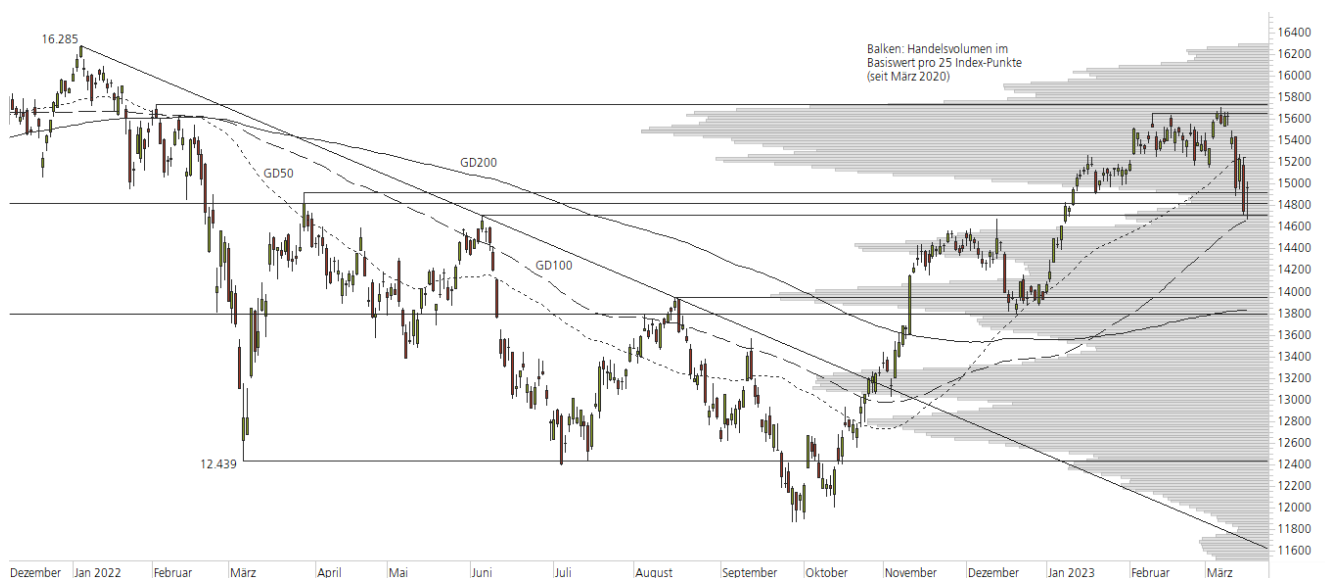 16.285
Balken: Handelsvolumen im
Basiswert pro 25 Index-Punkte
(seit März 2020)
GD200
GD50
GD100
12.439
16400
16200
16000
15800
15600
15400
15200
15000
14800
14600
14400
14200
14000
13800
13600
13400
13200
13000
12800
12600
12400
12200
12000
11800
11600
Dezember
Jan 2022
Februar
März
April
Mai
Juni
Juli
August
September
Oktober
November
Dezember
Jan 2023
Februar
März